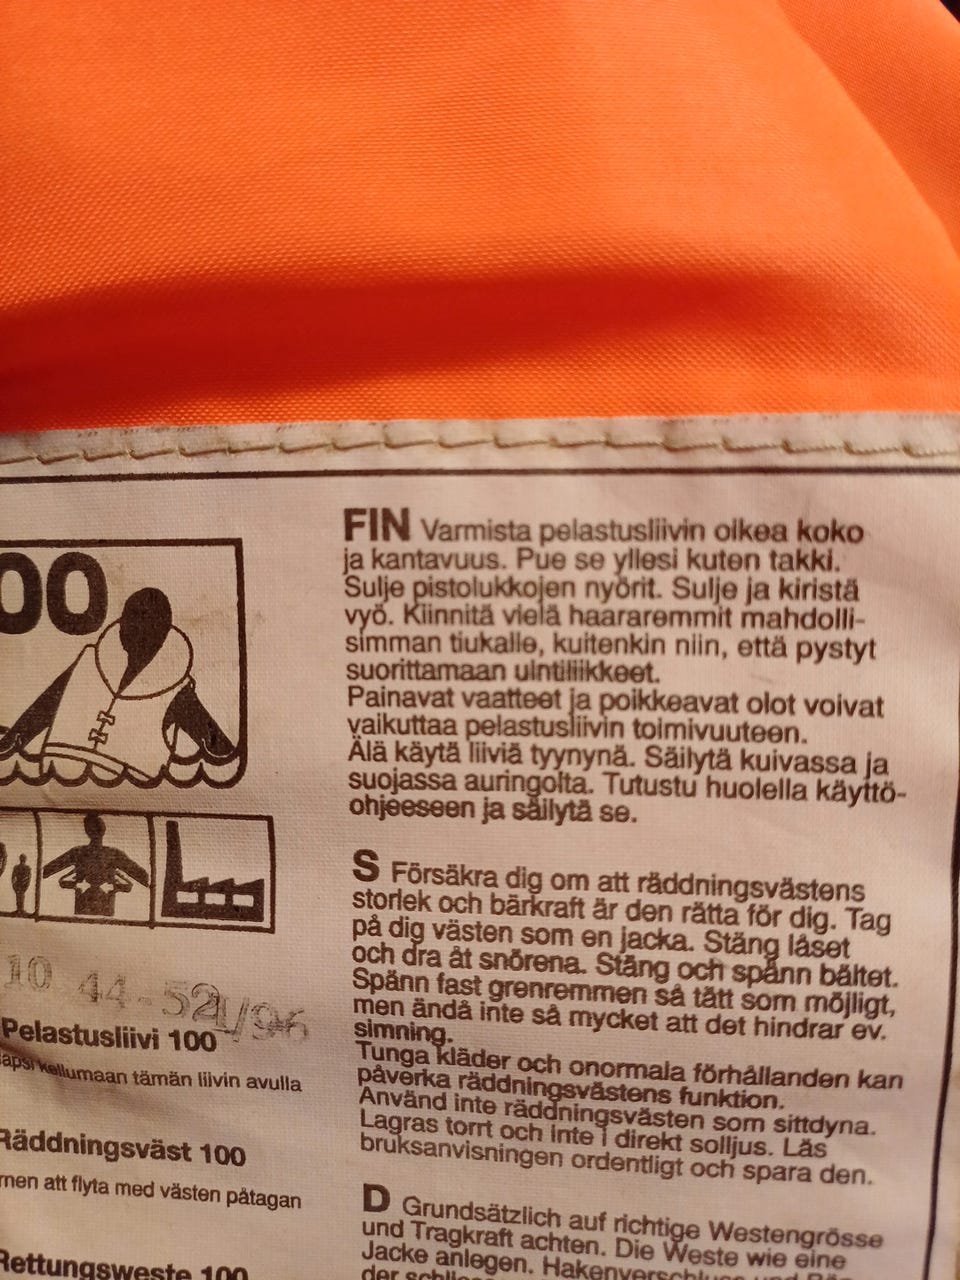 00
10 44-52 1/96
Pelastusliivi 100
kellumaan tämän liivin avulla
Räddningsväst 100
men att flyta med västen påtagan
Rettungsweste 100
FIN Varmista pelastusliivin oikea koko
ja kantavuus. Pue se yllesi kuten takki.
Sulje pistolukkojen nyörit. Sulje ja kiristä
vyö. Kiinnitä vielä haararemmit mahdolli-
simman tiukalle, kuitenkin niin, että pystyt
suorittamaan uintiliikkeet.
Painavat vaatteet ja poikkeavat olot voivat
vaikuttaa pelastusliivin toimivuuteen.
Älä käytä liiviä tyynynä. Säilytä kuivassa ja
suojassa auringolta. Tutustu huolella käyttö-
ohjeeseen ja säilytä se.
S Försäkra dig om att räddningsvästens
storlek och bärkraft är den rätta för dig. Tag
på dig västen som en jacka. Stäng låset
och dra åt snörena. Stäng och spänn bältet.
Spänn fast grenremmen så tätt som möjligt,
men ändå inte så mycket att det hindrar ev.
simning.
Tunga kläder och onormala förhållanden kan
påverka räddningsvästens funktion.
Använd inte räddningsvästen som sittdyna.
Lagras torrt och inte i direkt solljus. Läs
bruksanvisningen ordentligt och spara den.
D Grundsätzlich auf richtige Westengrösse
und Tragkraft achten. Die Weste wie eine
Jacke anlegen.